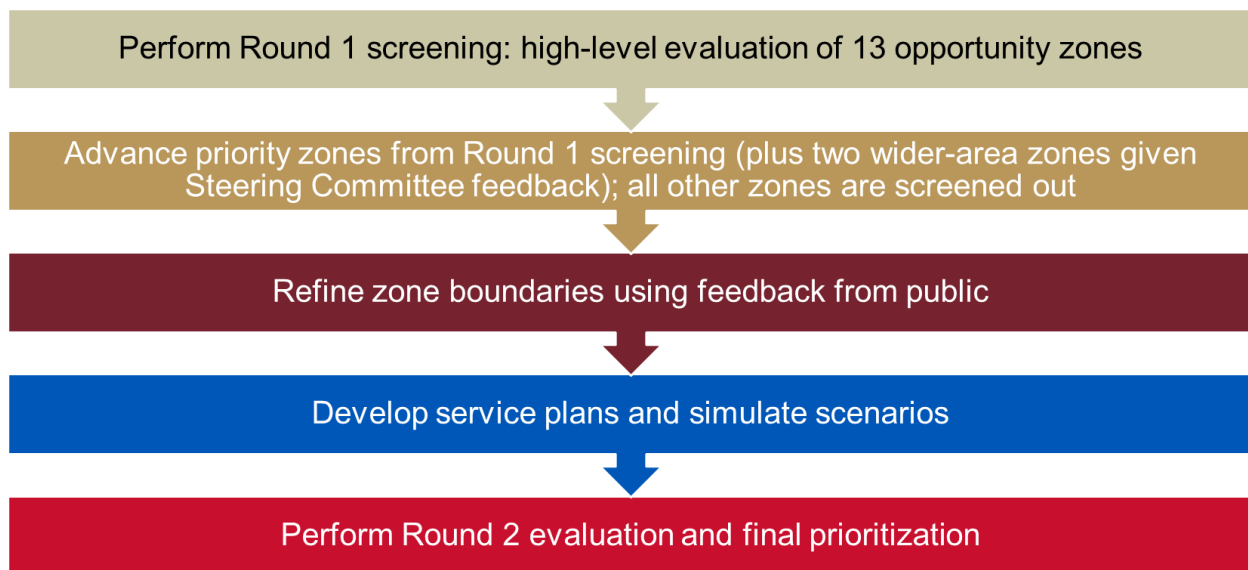 Perform Round 1 screening: high-level evaluation of 13 opportunity zones
Advance priority zones from Round 1 screening (plus two wider-area zones given
Steering Committee feedback); all other zones are screened out
Refine zone boundaries using feedback from public
Develop service plans and simulate scenarios
Perform Round 2 evaluation and final prioritization